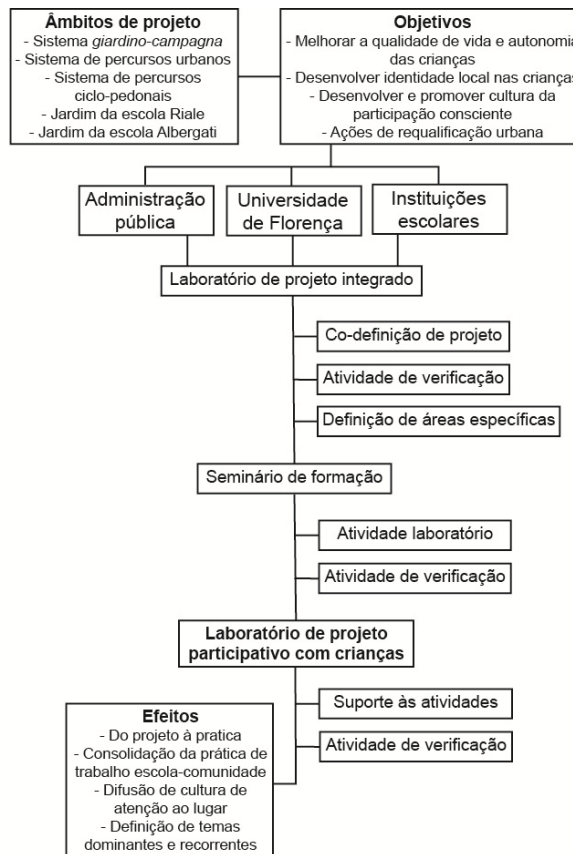 Âmbitos de projeto
- Sistema giardino-campagna
- Sistema de percursos urbanos
- Sistema de percursos
ciclo-pedonais
- Jardim da escola Riale
- Jardim da escola Albergati
Objetivos
- Melhorar a qualidade de vida e autonomia
das crianças
- Desenvolver identidade local nas crianças
- Desenvolver e promover cultura da
participação consciente
- Ações de requalificação urbana
Administração
pública
Universidade
de Florença
Instituições
escolares
Laboratório de projeto integrado
Co-definição de projeto
Atividade de verificação
Definição de áreas específicas
Seminário de formação
Atividade laboratório
Atividade de verificação
Laboratório de projeto
participativo com crianças
Suporte às atividades
Atividade de verificação
Efeitos
- Do projeto à pratica
- Consolidação da prática de
trabalho escola-comunidade
- Difusão de cultura de
atenção ao lugar
- Definição de temas
dominantes e recorrentes